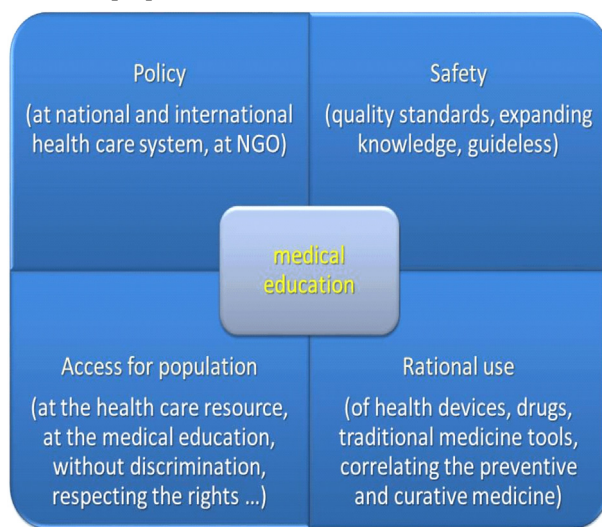 Policy
(at national and international
health care system, at NGO)
Safety
(quality standards, expanding
knowledge, guideless)
medical
education
Access for population
(at the health care resource,
at the medical education,
without discrimination,
respecting the rights ...)
Rational use
(of health devices, drugs,
traditional medicine tools,
correlating the preventive
and curative medicine)